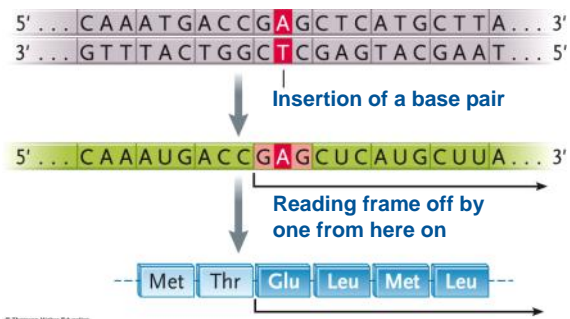 5' ... C A A A T G A C C G A G C T C A T G C T T A ... 3'
3' ... G T T T A C T G G C T C G A G T A C G A A T ... 5'
Insertion of a base pair
5' ... C A A A U G A C C G A G C U C A U G C U U A ... 3'
Reading frame off by
one from here on
Met Thr Glu Leu Met Leu